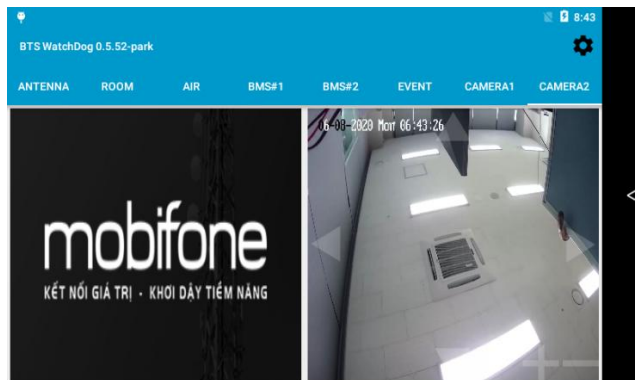 8:43
BTS WatchDog 0.5.52-park
ANTENNA ROOM AIR BMS#1 BMS#2 EVENT CAMERA1 CAMERA2
06-08-2020 Mon 06:43:26
mobifone
KẾT NỐI GIÁ TRỊ · KHƠI DẬY TIỀM NĂNG